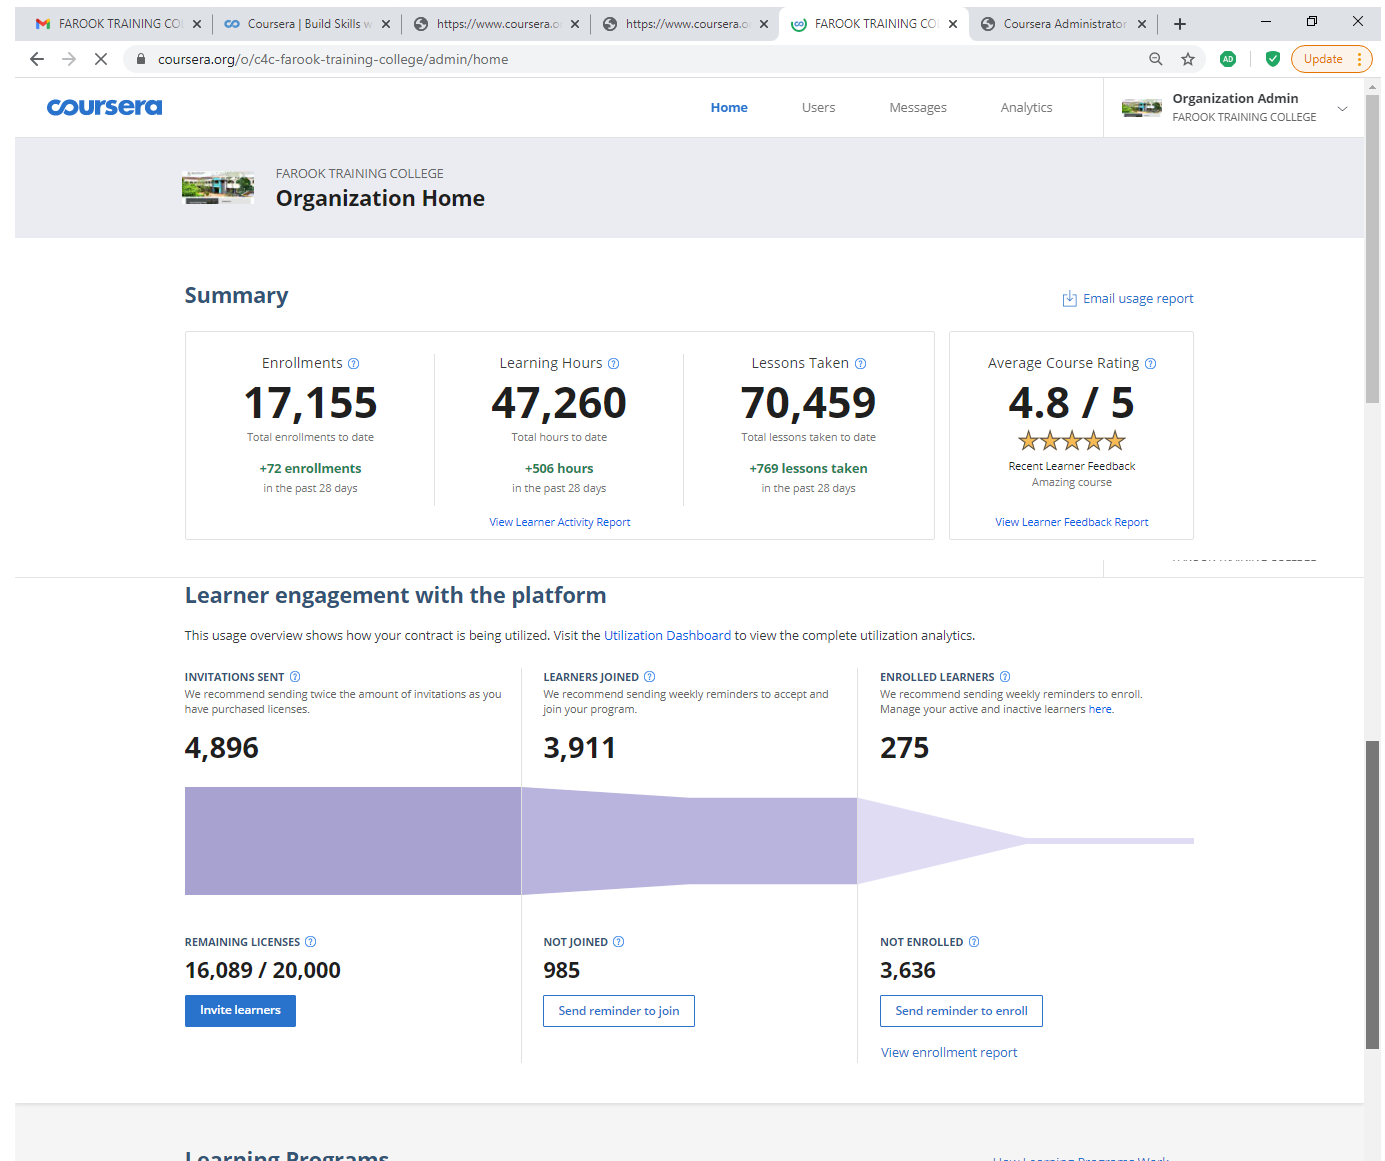 FAROOK TRAINING CO
Coursera | Build Skills w
https://www.coursera.o
https://www.coursera.o
FAROOK TRAINING CO
Coursera Administrator
coursera.org/o/c4c-farook-training-college/admin/home
AD
Update
coursera
Home
Users
Messages
Analytics
Organization Admin
FAROOK TRAINING COLLEGE
FAROOK TRAINING COLLEGE
Organization Home
Summary
Email usage report
Enrollments
17,155
Total enrollments to date
+72 enrollments
in the past 28 days
Learning Hours
47,260
Total hours to date
+506 hours
in the past 28 days
Lessons Taken
70,459
Total lessons taken to date
+769 lessons taken
in the past 28 days
View Learner Activity Report
Average Course Rating
4.8 / 5
Recent Learner Feedback
Amazing course
View Learner Feedback Report
Learner engagement with the platform
This usage overview shows how your contract is being utilized. Visit the Utilization Dashboard to view the complete utilization analytics.
INVITATIONS SENT
We recommend sending twice the amount of invitations as you
have purchased licenses.
4,896
LEARNERS JOINED
We recommend sending weekly reminders to accept and
join your program.
3,911
ENROLLED LEARNERS
We recommend sending weekly reminders to enroll.
Manage your active and inactive learners here.
275
REMAINING LICENSES
16,089 / 20,000
Invite learners
NOT JOINED
985
Send reminder to join
NOT ENROLLED
3,636
Send reminder to enroll
View enrollment report
Learning Programs
How Learning Programs Work